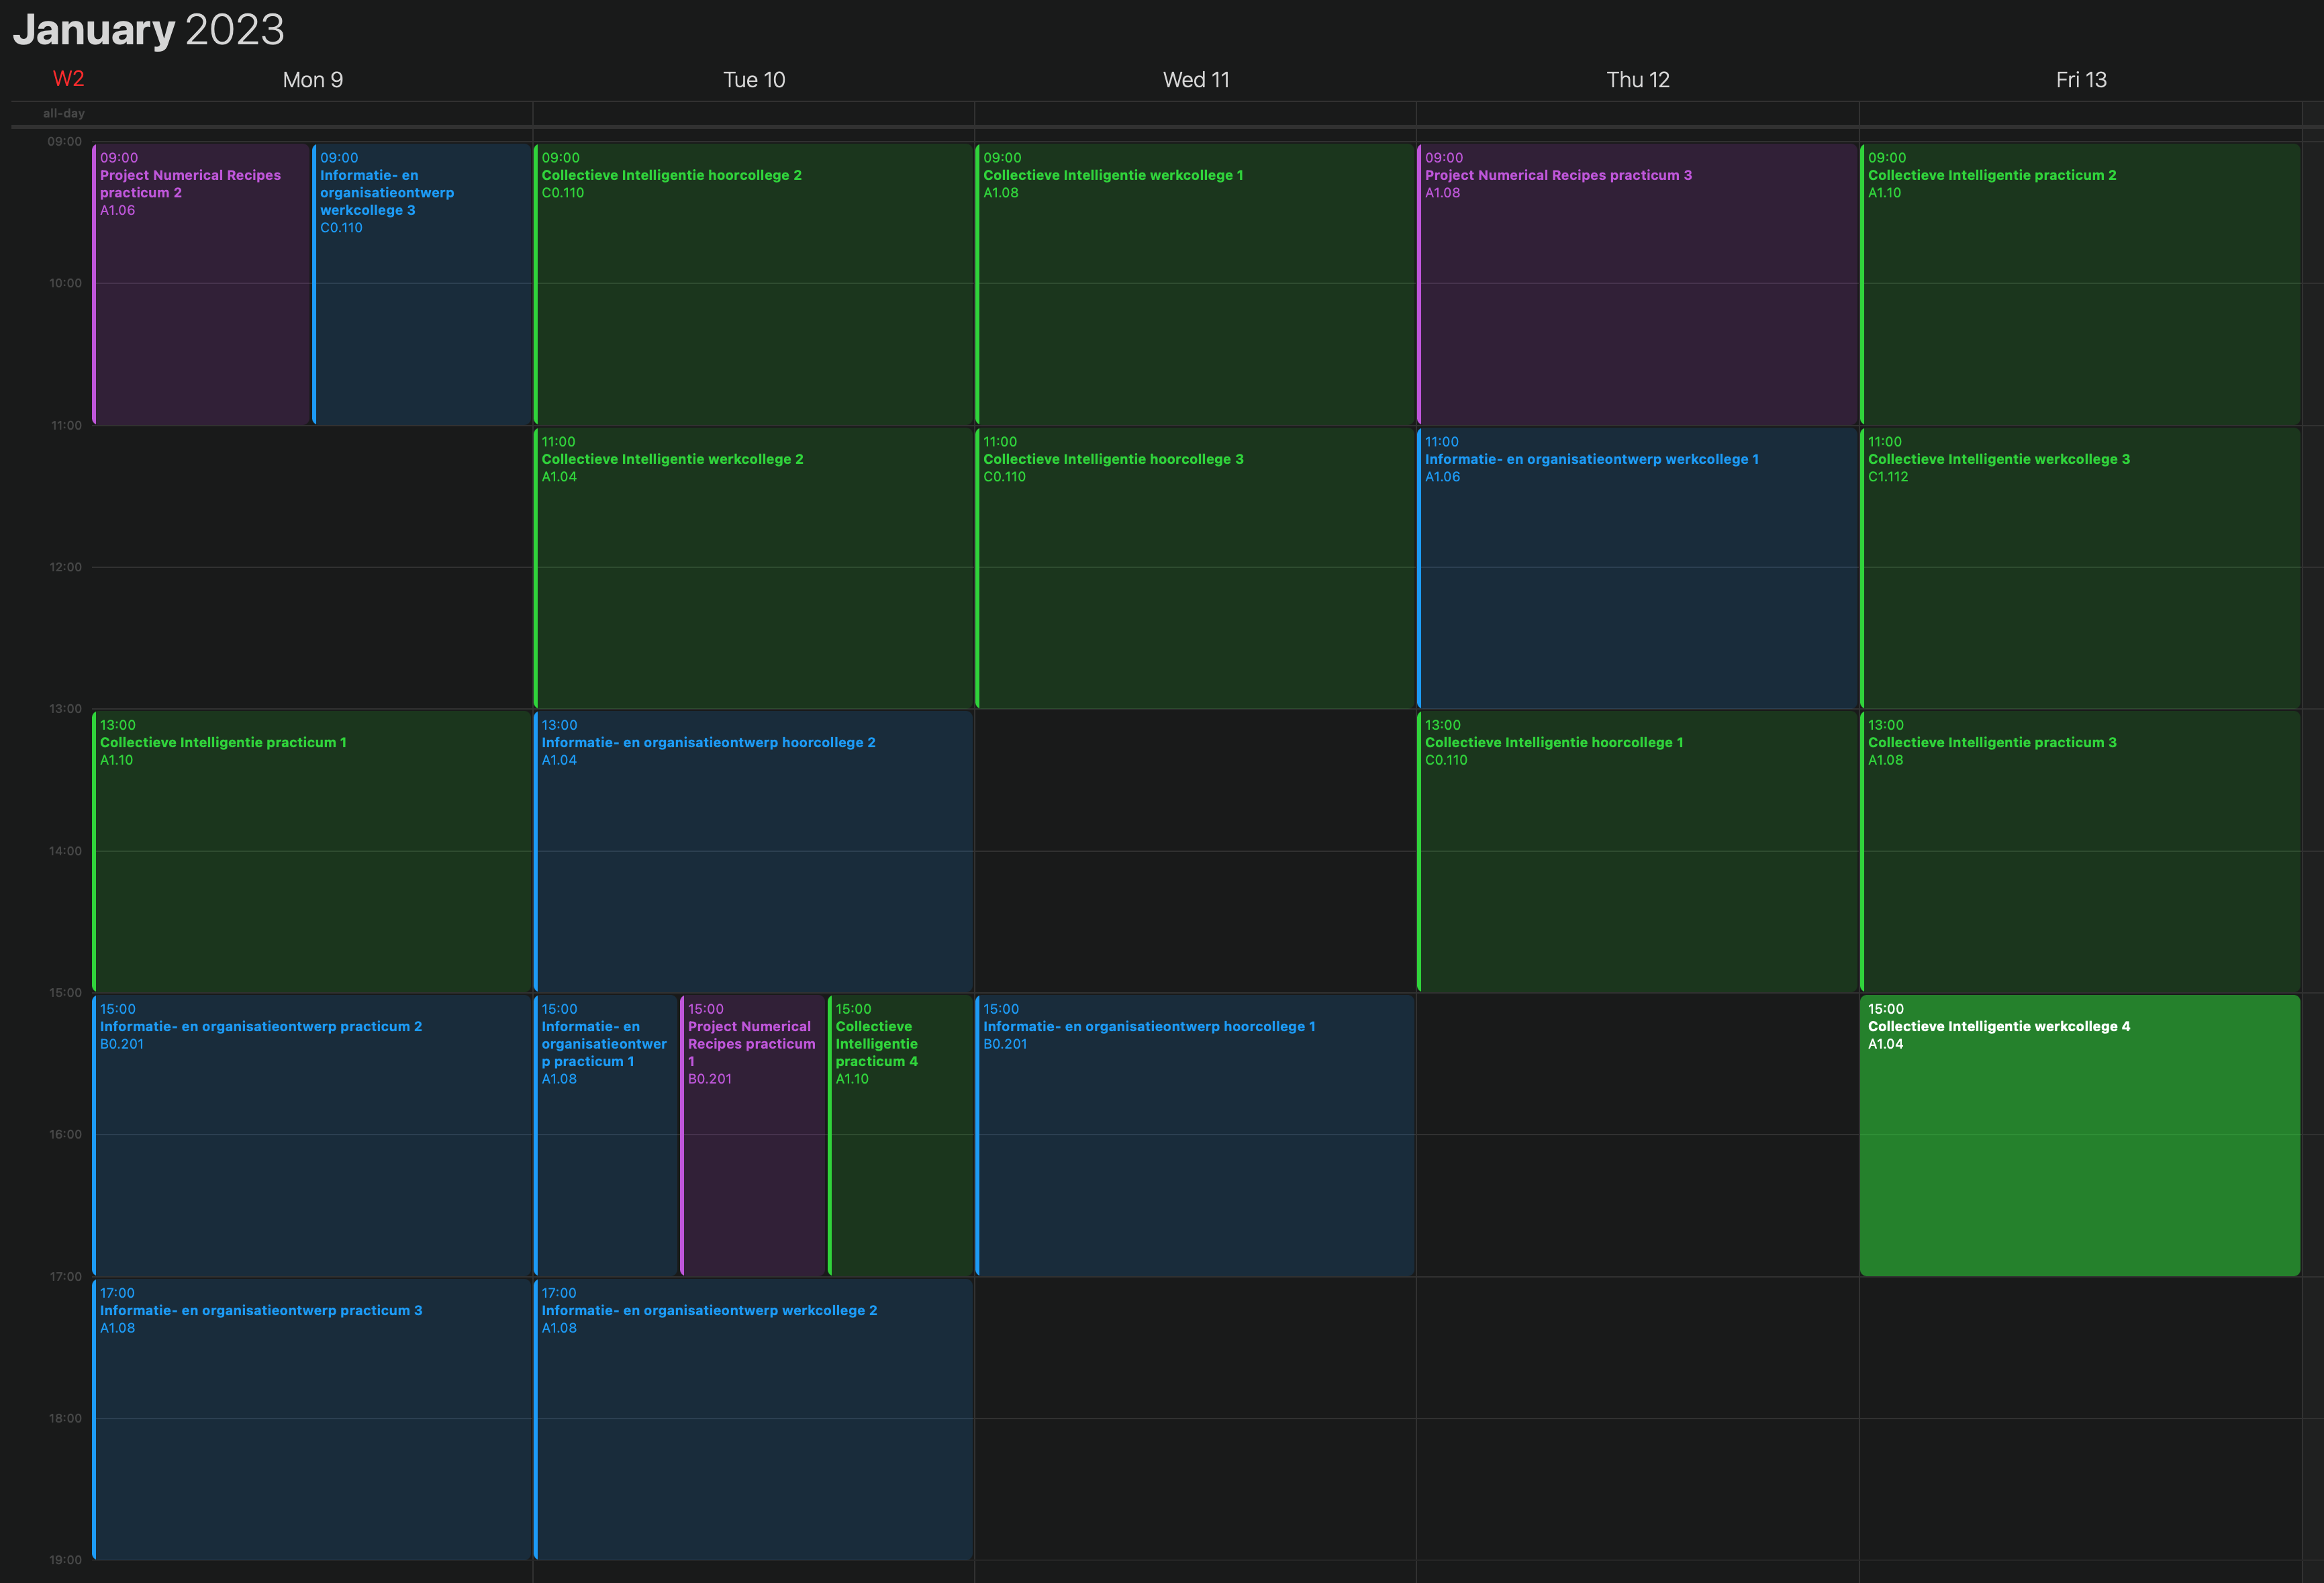 January 2023
W2
Mon 9
Tue 10
Wed 11
Thu 12
Fri 13
all-day
09:00
10:00
11:00
12:00
13:00
14:00
15:00
16:00
17:00
18:00
19:00
09:00
Project Numerical Recipes
practicum 2
A1.06
09:00
Informatie- en
organisatieontwerp
werkcollege 3
C0.110
13:00
Collectieve Intelligentie practicum 1
A1.10
15:00
Informatie- en organisatieontwerp practicum 2
B0.201
17:00
Informatie- en organisatieontwerp practicum 3
A1.08
09:00
Collectieve Intelligentie hoorcollege 2
C0.110
11:00
Collectieve Intelligentie werkcollege 2
A1.04
13:00
Informatie- en organisatieontwerp hoorcollege 2
A1.04
15:00
Informatie- en
organisatieontwer
p practicum 1
A1.08
15:00
Project Numerical
Recipes practicum
1
B0.201
15:00
Collectieve
Intelligentie
practicum 4
A1.10
17:00
Informatie- en organisatieontwerp werkcollege 2
A1.08
09:00
Collectieve Intelligentie werkcollege 1
A1.08
11:00
Collectieve Intelligentie hoorcollege 3
C0.110
15:00
Informatie- en organisatieontwerp hoorcollege 1
B0.201
09:00
Project Numerical Recipes practicum 3
A1.08
11:00
Informatie- en organisatieontwerp werkcollege 1
A1.06
13:00
Collectieve Intelligentie hoorcollege 1
C0.110
09:00
Collectieve Intelligentie practicum 2
A1.10
11:00
Collectieve Intelligentie werkcollege 3
C1.112
13:00
Collectieve Intelligentie practicum 3
A1.08
15:00
Collectieve Intelligentie werkcollege 4
A1.04